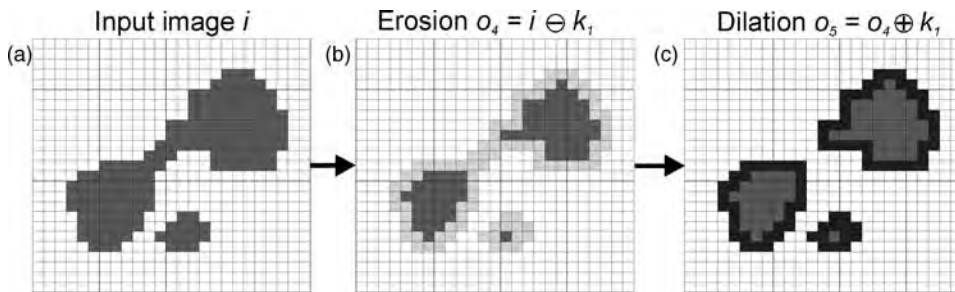 Input image i
Erosion o₄ = i ⊖ k₁
Dilation o₅ = o₄ ⊕ k₁
(a)
(b)
(c)